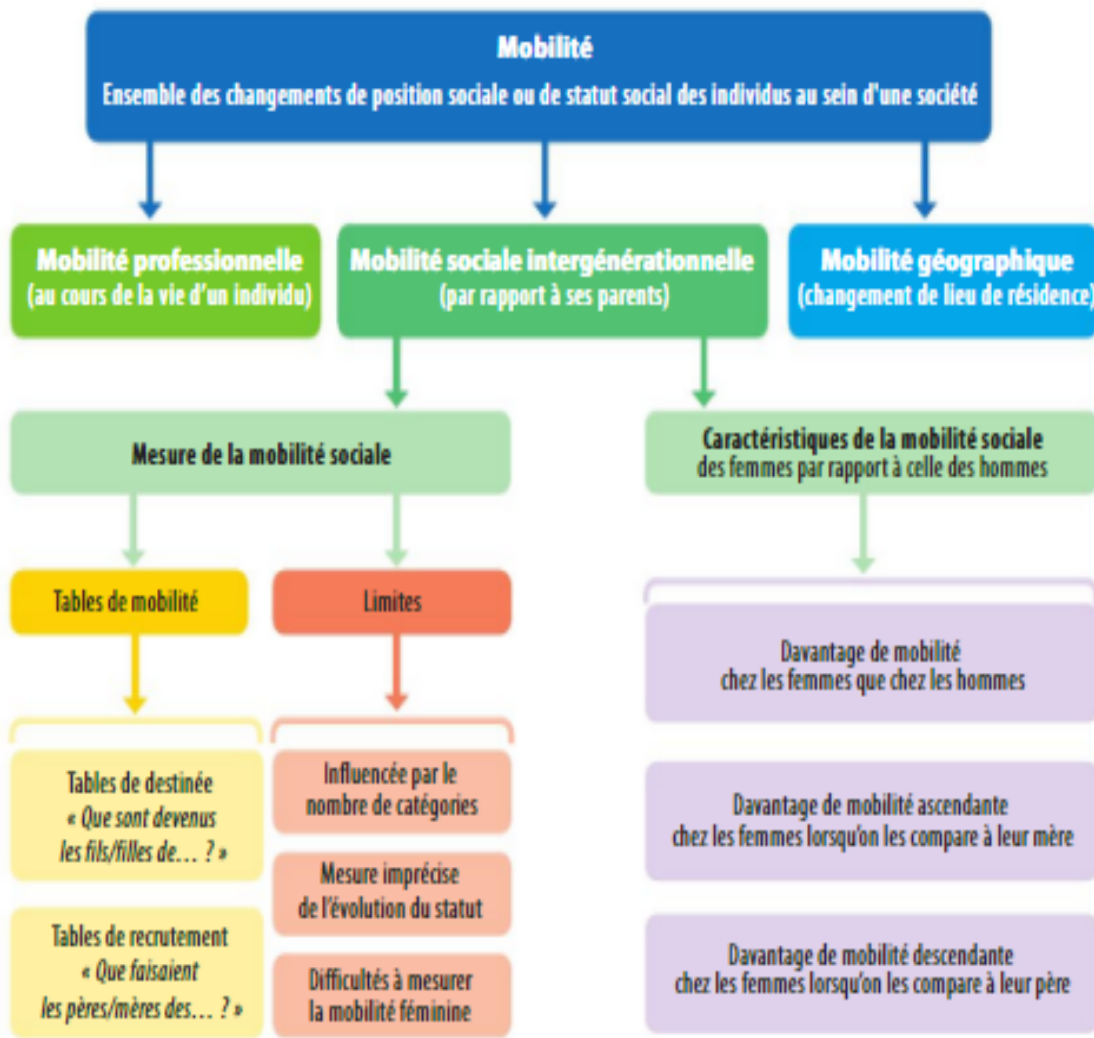 Mobilité
Ensemble des changements de position sociale ou de statut social des individus au sein d'une société
Mobilité professionnelle
(au cours de la vie d'un individu)
Mobilité sociale intergénérationnelle
(par rapport à ses parents)
Mobilité géographique
(changement de lieu de résidence)
Mesure de la mobilité sociale
Caractéristiques de la mobilité sociale
des femmes par rapport à celle des hommes
Tables de mobilité
Limites
Tables de destinée
« Que sont devenus
les fils/filles de... ? »
Tables de recrutement
« Que faisaient
les pères/mères des... ? »
Influencée par le
nombre de catégories
Mesure imprécise
de l'évolution du statut
Difficultés à mesurer
la mobilité féminine
Davantage de mobilité
chez les femmes que chez les hommes
Davantage de mobilité ascendante
chez les femmes lorsqu'on les compare à leur mère
Davantage de mobilité descendante
chez les femmes lorsqu'on les compare à leur père